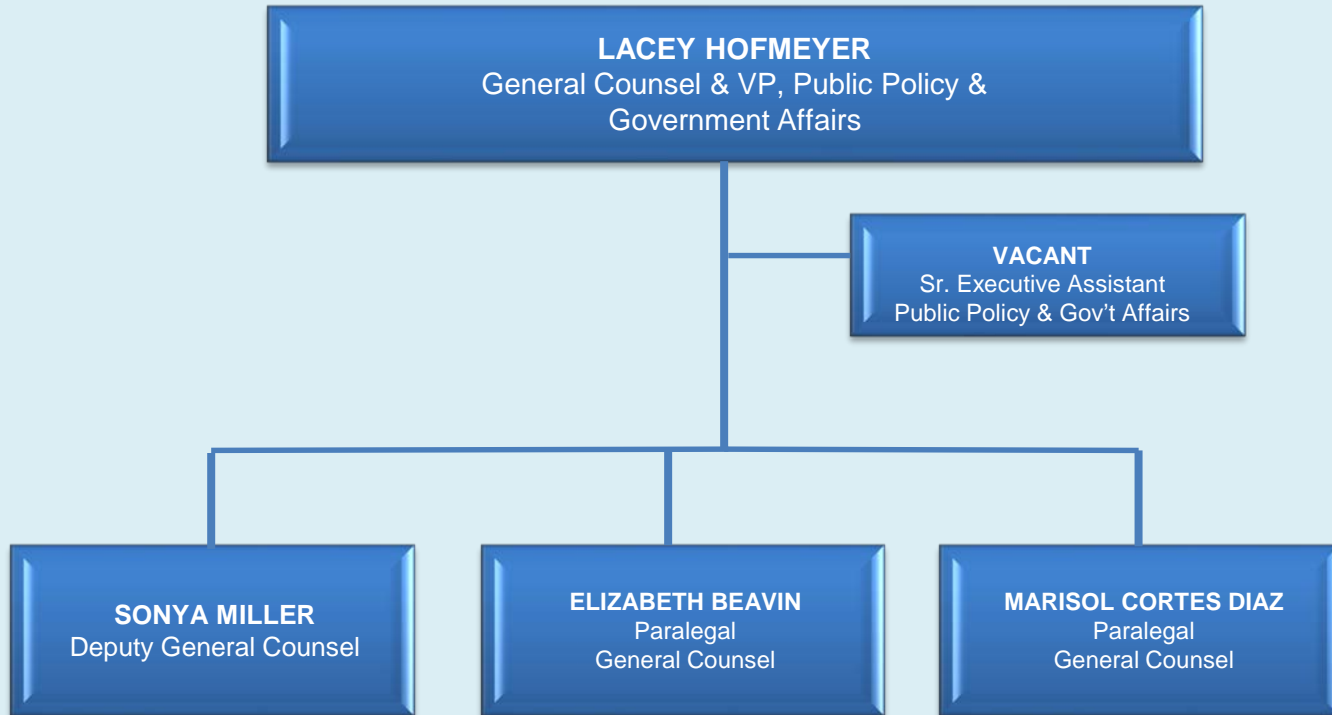 LACEY HOFMEYER
General Counsel & VP, Public Policy &
Government Affairs
VACANT
Sr. Executive Assistant
Public Policy & Gov’t Affairs
SONYA MILLER
Deputy General Counsel
ELIZABETH BEAVIN
Paralegal
General Counsel
MARISOL CORTES DIAZ
Paralegal
General Counsel